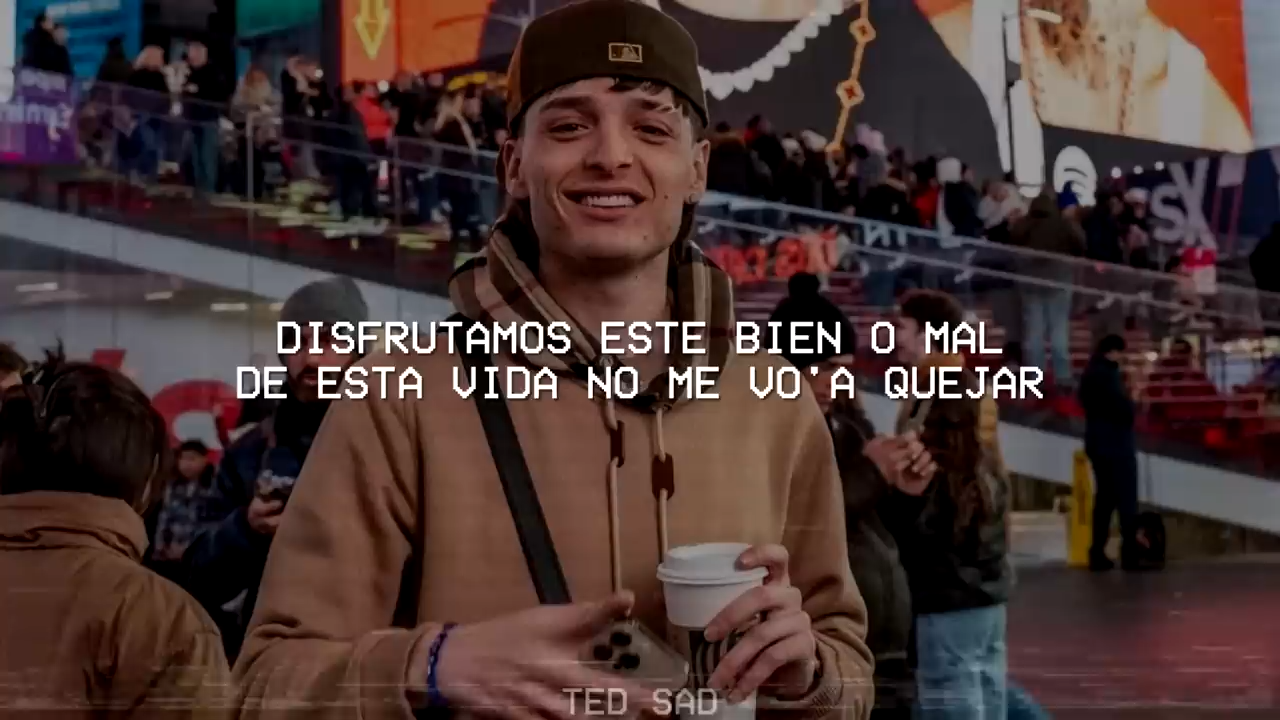 DISFRUTAMOS ESTE BIEN O MAL
DE ESTA VIDA NO ME VO'A QUEJAR
TED SAD